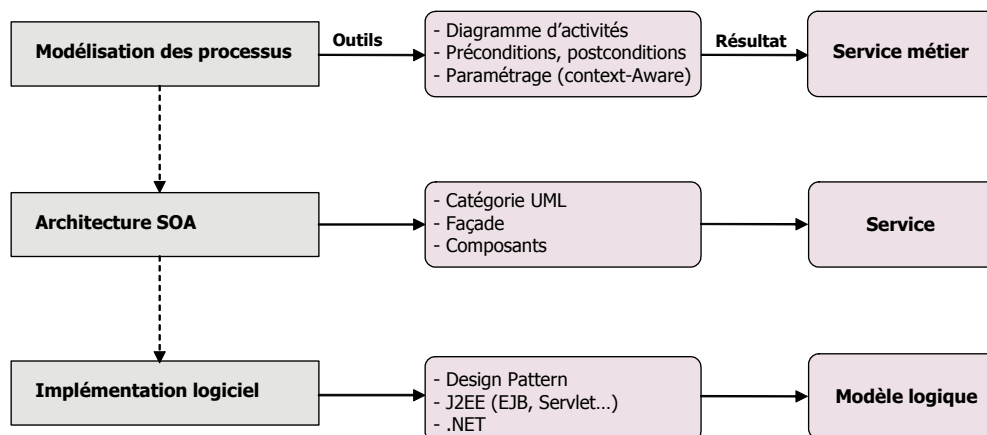 Modélisation des processus
Outils
- Diagramme d’activités
- Préconditions, postconditions
- Paramétrage (context-Aware)
Résultat
Service métier
Architecture SOA
- Catégorie UML
- Façade
- Composants
Service
Implémentation logiciel
- Design Pattern
- J2EE (EJB, Servlet…)
- .NET
Modèle logique